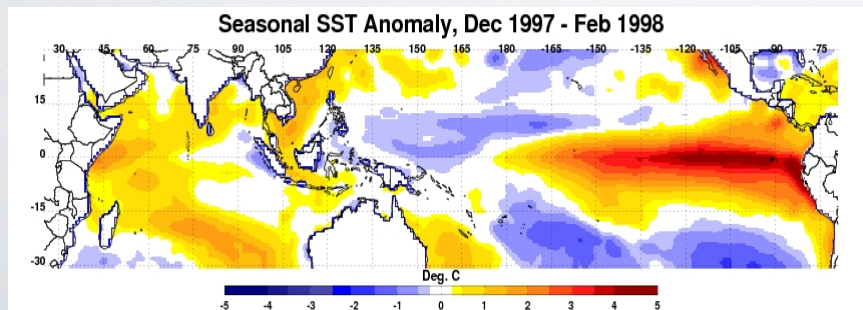 Seasonal SST Anomaly, Dec 1997 - Feb 1998
30 45 60 75 90 105 120 135 150 165 180 -165 -150 -135 -120 -105 -90 -75
15
0
-15
-30
Deg. C
-5 -4 -3 -2 -1 0 1 2 3 4 5